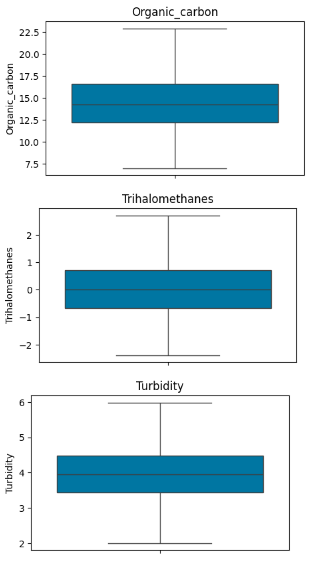 Organic_carbon
22.5
20.0
17.5
15.0
12.5
10.0
7.5
Organic_carbon
Trihalomethanes
2
1
0
−1
−2
Trihalomethanes
Turbidity
6
5
4
3
2
Turbidity